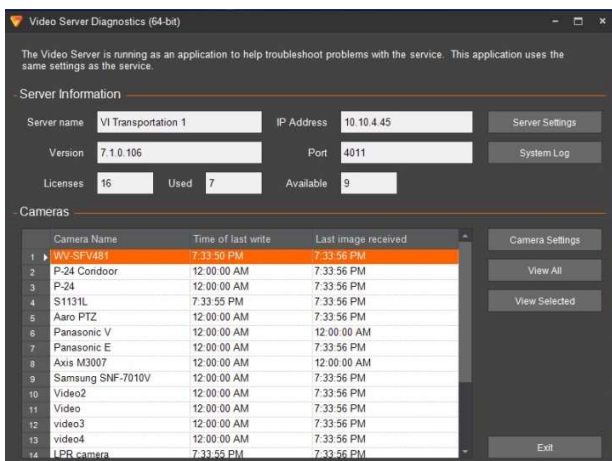 Video Server Diagnostics (64-bit)
The Video Server is running as an application to help troubleshoot problems with the service. This application uses the
same settings as the service.
Server Information
Server name VI Transportation 1 IP Address 10.10.4.45 Server Settings
Version 7.1.0.106 Port 4011 System Log
Licenses 16 Used 7 Available 9
Cameras
Camera Name Time of last write Last image received Camera Settings
1 WV-SFV481 7:33:50 PM 7:33:56 PM
2 P-24 Coridoor 12:00:00 AM 7:33:56 PM View All
3 P-24 12:00:00 AM 7:33:56 PM
4 S1131L 7:33:55 PM 7:33:56 PM View Selected
5 Aaro PTZ 12:00:00 AM 7:33:56 PM
6 Panasonic V 12:00:00 AM 12:00:00 AM
7 Panasonic E 12:00:00 AM 7:33:56 PM
8 Axis M3007 12:00:00 AM 12:00:00 AM
9 Samsung SNF-7010V 12:00:00 AM 7:33:56 PM
10 Video2 12:00:00 AM 7:33:56 PM
11 Video 12:00:00 AM 7:33:56 PM
12 video3 12:00:00 AM 7:33:56 PM
13 video4 12:00:00 AM 7:33:56 PM
14 LPR camera 7:33:55 PM 7:33:56 PM Exit